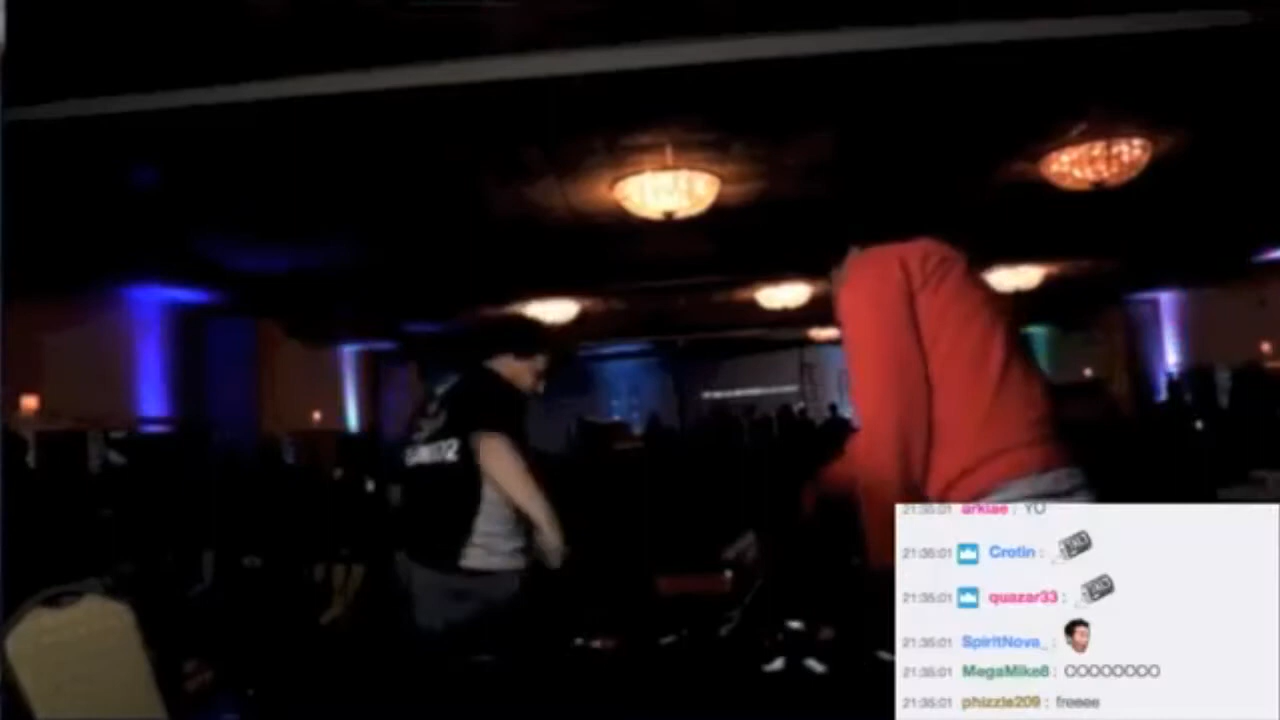 21:35:01 arklae : YO
21:35:01 Crotin :
21:35:01 quazar33 :
21:35:01 SpiritNova_ :
21:35:01 MegaMike8 : OOOOOOOO
21:35:01 phizzle209 : freeee